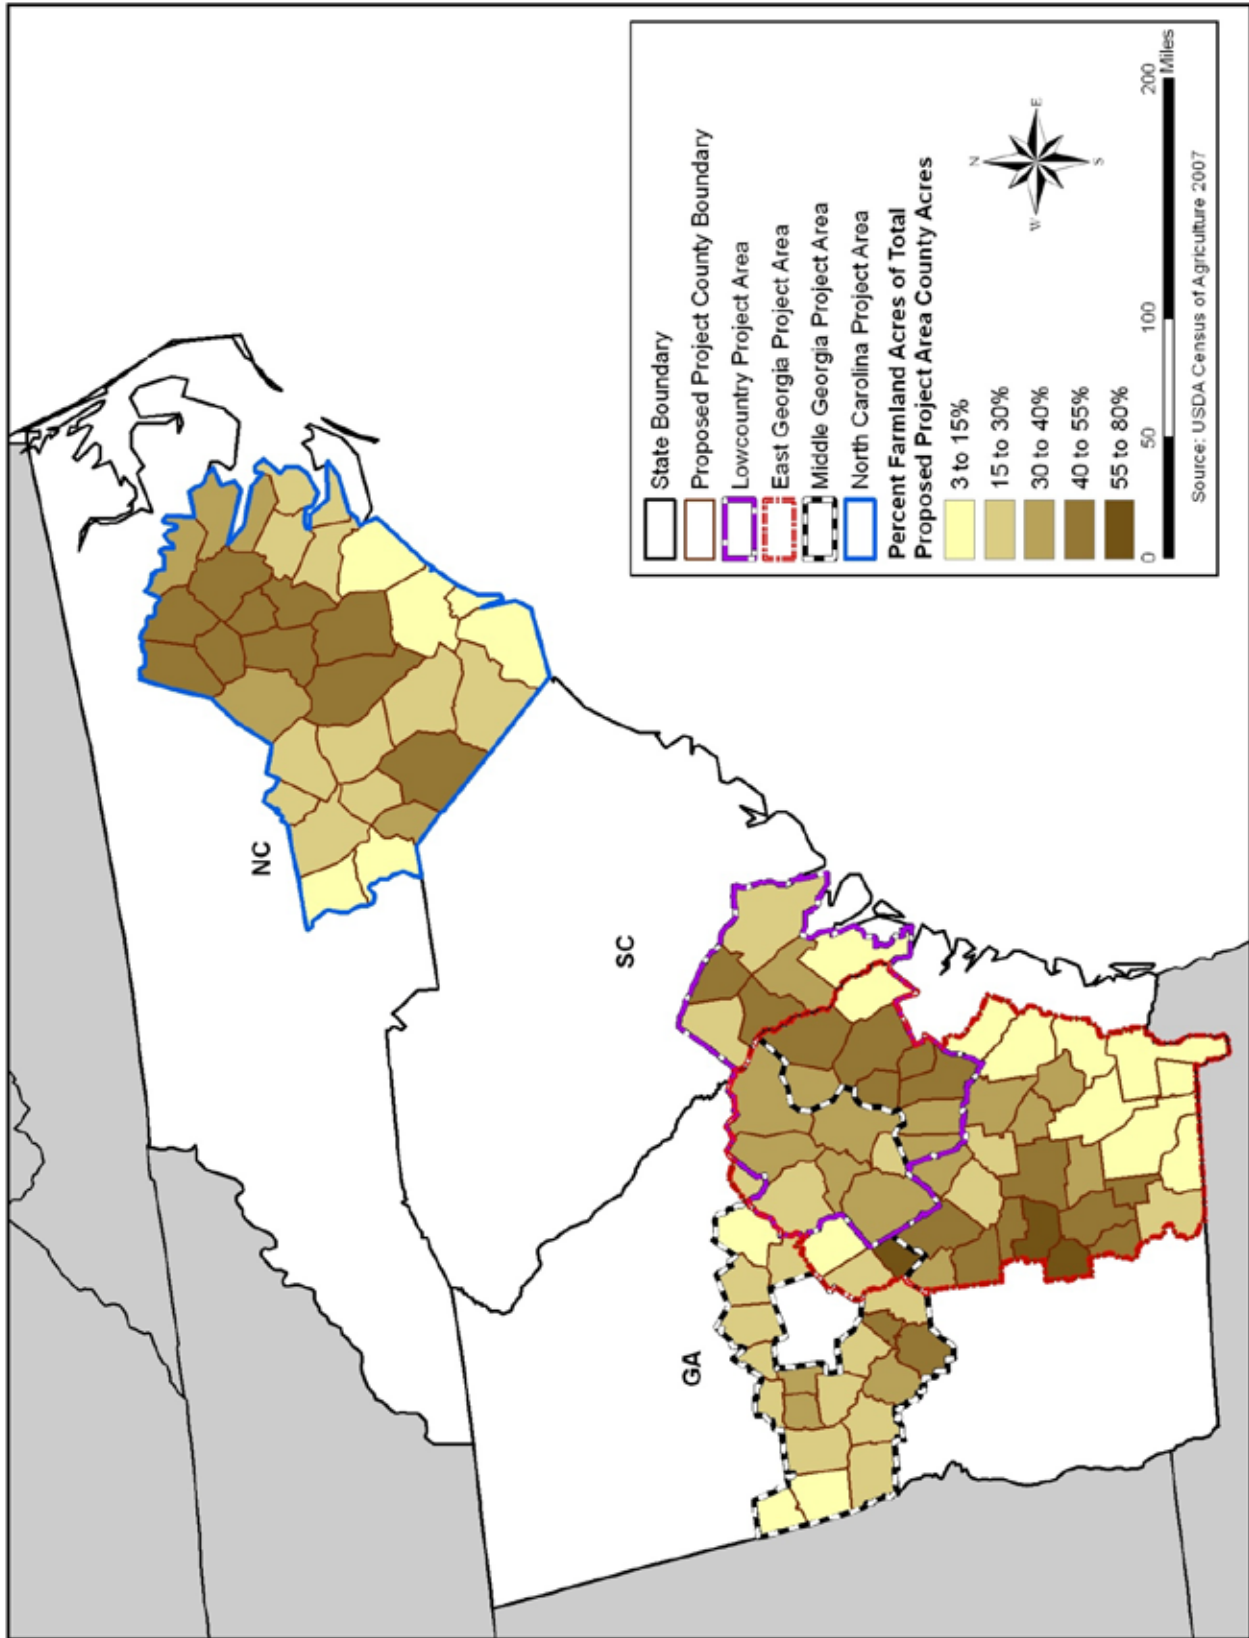 NC
SC
GA
State Boundary
Proposed Project County Boundary
Lowcountry Project Area
East Georgia Project Area
Middle Georgia Project Area
North Carolina Project Area
Percent Farmland Acres of Total
Proposed Project Area County Acres
3 to 15%
15 to 30%
30 to 40%
40 to 55%
55 to 80%
N
W E
S
0 50 100 200
Miles
Source: USDA Census of Agriculture 2007